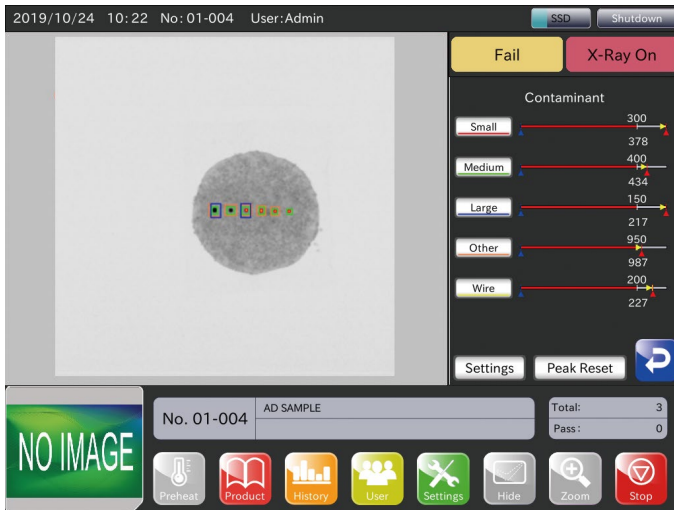 2019/10/24 10:22 No: 01-004 User:Admin SSD Shutdown
Fail X-Ray On
Contaminant
Small 300
378
Medium 400
434
Large 150
217
Other 950
987
Wire 200
227
Settings Peak Reset
NO IMAGE
No. 01-004 AD SAMPLE
Total: 3
Pass: 0
Preheat Product History User Settings Hide Zoom Stop